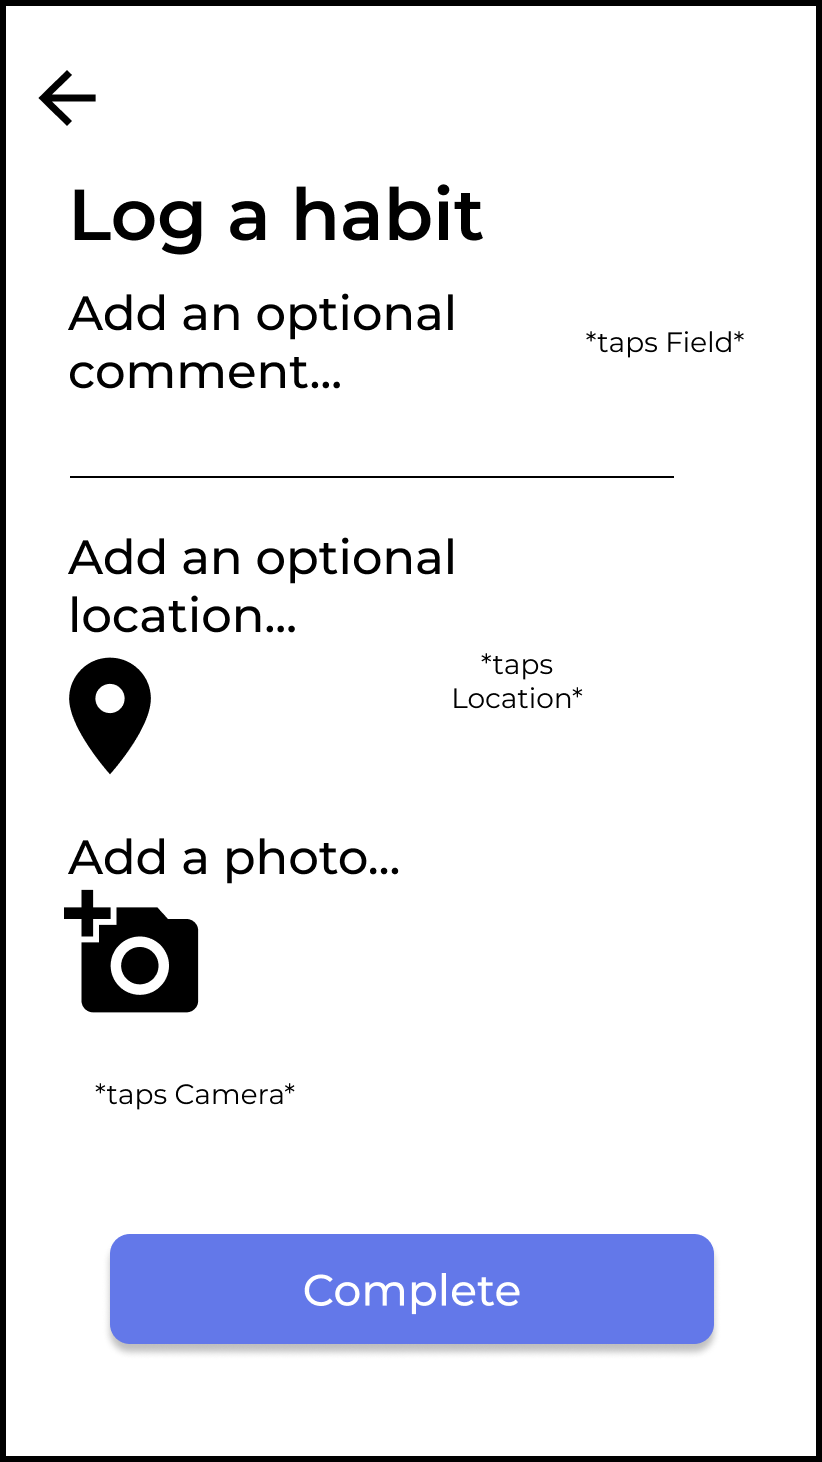 Log a habit
Add an optional
comment...
*taps Field*
Add an optional
location...
*taps
Location*
Add a photo...
*taps Camera*
Complete